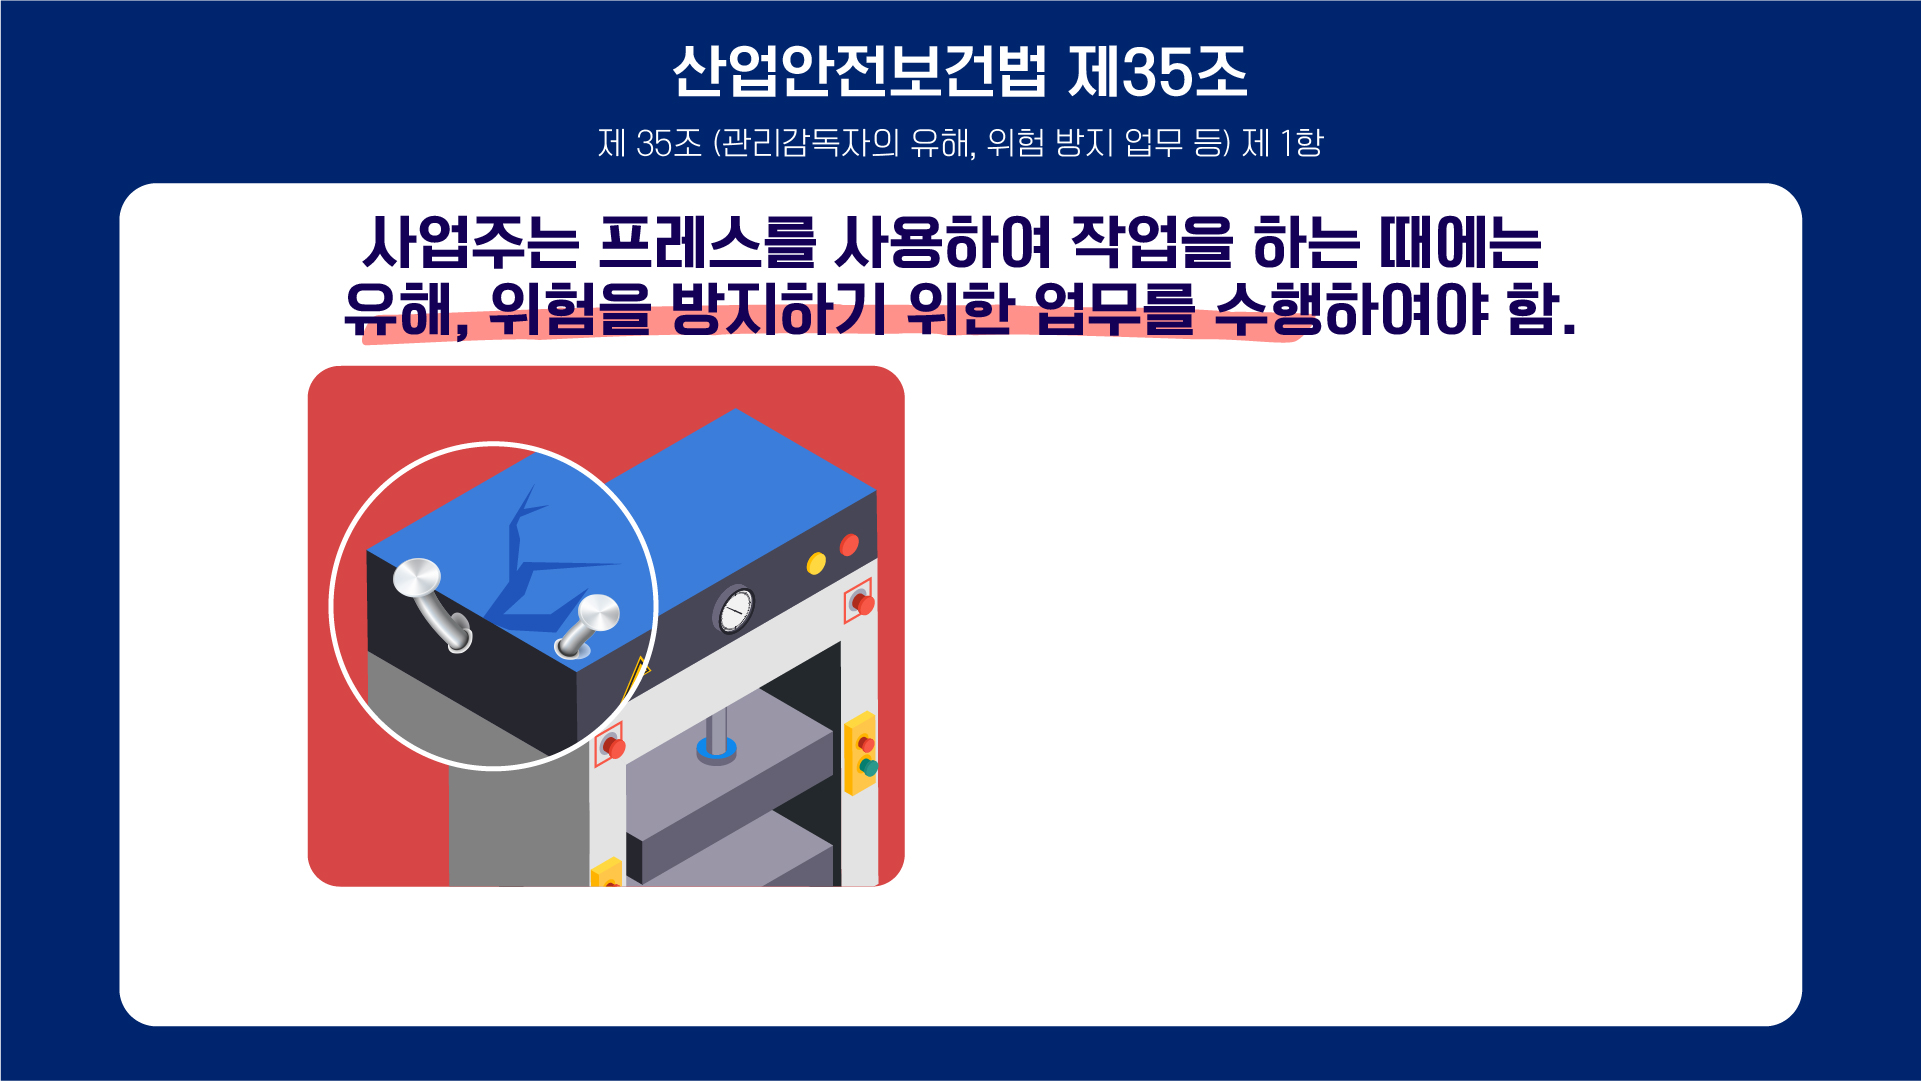 산업안전보건법 제35조
제 35조 (관리감독자의 유해, 위험 방지 업무 등) 제 1항
사업주는 프레스를 사용하여 작업을 하는 때에는
유해, 위험을 방지하기 위한 업무를 수행하여야 함.